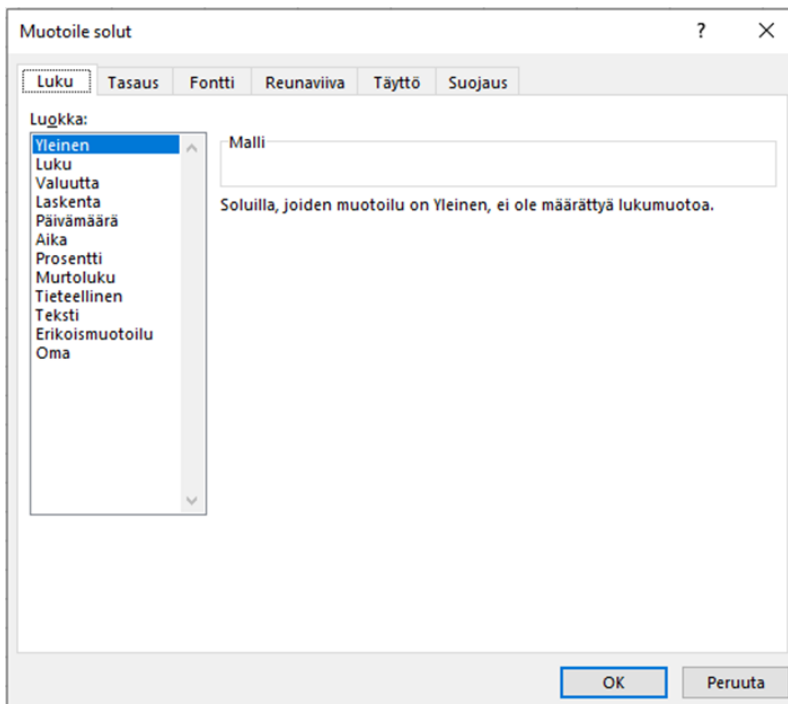 Muotoile solut
?
Luku Tasaus Fontti Reunaviiva Täyttö Suojaus
Luokka:
Yleinen
Luku
Valuutta
Laskenta
Päivämäärä
Aika
Prosentti
Murtoluku
Tieteellinen
Teksti
Erikoismuotoilu
Oma
Malli
Soluilla, joiden muotoilu on Yleinen, ei ole määrättyä lukumuotoa.
OK Peruuta